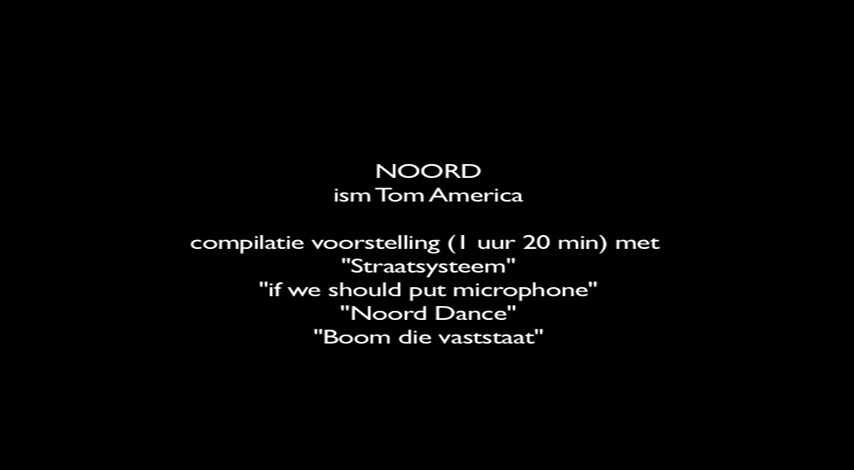 NOORD
ism Tom America
compilatie voorstelling (1 uur 20 min) met
"Straatsysteem"
"if we should put microphone"
"Noord Dance"
"Boom die vaststaat"